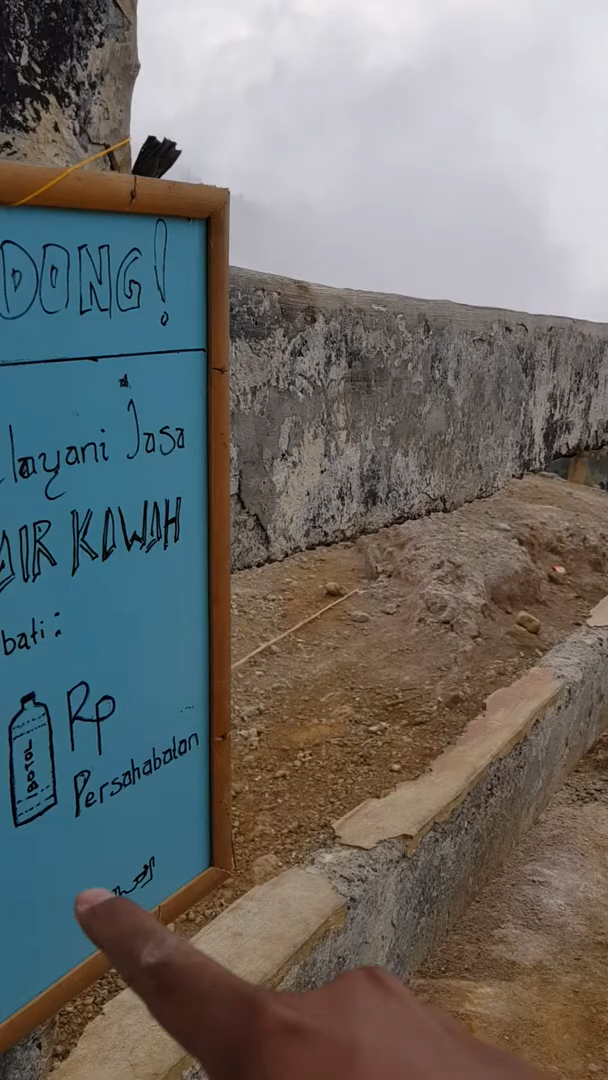 DONG!
layani Jasa
AIR KAWAH
bati:
Rp
BOTOL
Persahabatan